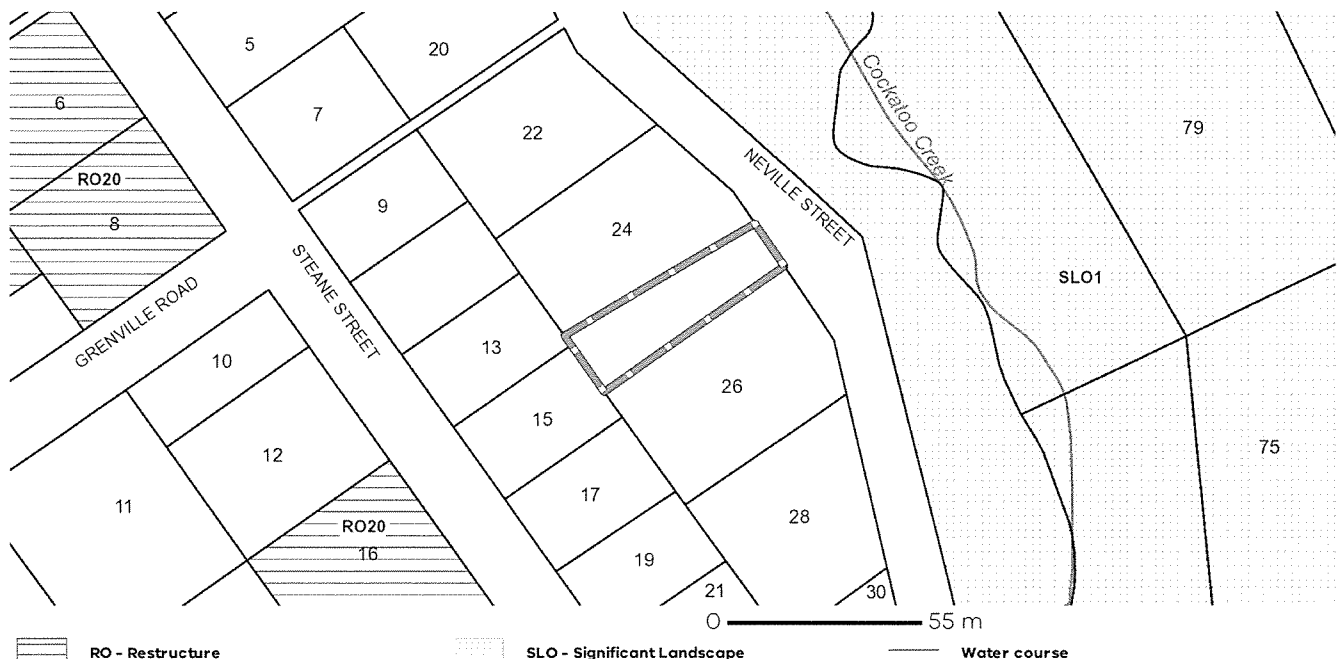 5
20
6
7
22
79
Cockatoo Creek
NEVILLE STREET
RO20
8
9
24
STEANE STREET
SLO1
GRENVILLE ROAD
10
13
26
15
12
75
11
17
28
RO20
16
19
21
30
0
55 m
RO - Restructure
SLO - Significant Landscape
Water course